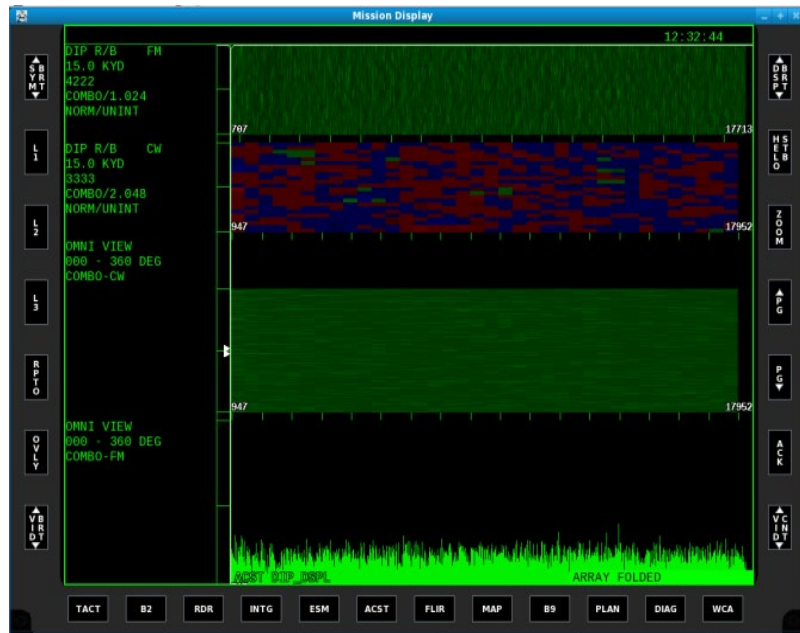 Mission Display
12:32:44
DIP R/B FM
15.0 KYD
4222
COMBO/1.024
NORM/UNINT
707 17713
DIP R/B CW
15.0 KYD
3333
COMBO/2.048
NORM/UNINT
947 17952
OMNI VIEW
000 - 360 DEG
COMBO-CW
947 17952
OMNI VIEW
000 - 360 DEG
COMBO-FM
ACST DIP_DSPL ARRAY FOLDED
SYM BRT
L1
L2
L3
RPTO
OVLY
VID BRT
DSP BRT
HELO STB
ZOOM
PG
PG
ACK
VID CNT
TACT B2 RDR INTG ESM ACST FLIR MAP B9 PLAN DIAG WCA